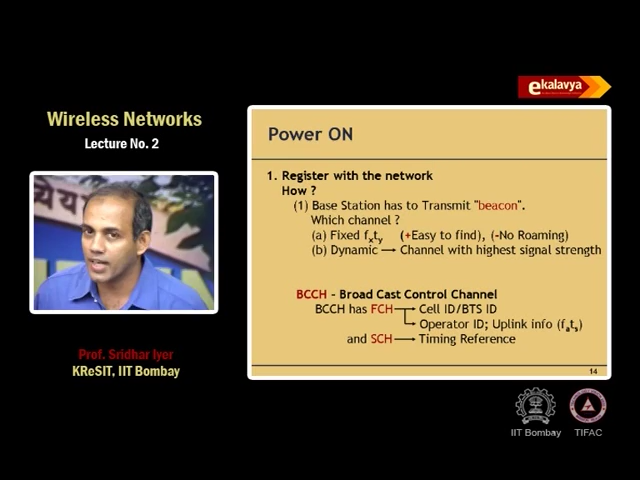 ekalavya
Wireless Networks
Lecture No. 2
Prof. Sridhar Iyer
KReSIT, IIT Bombay
Power ON
1. Register with the network
How ?
(1) Base Station has to Transmit "beacon".
Which channel ?
(a) Fixed fxty (+Easy to find), (-No Roaming)
(b) Dynamic → Channel with highest signal strength
BCCH – Broad Cast Control Channel
BCCH has FCH → Cell ID/BTS ID
→ Operator ID; Uplink info (fats)
and SCH → Timing Reference
14
IIT Bombay
TIFAC